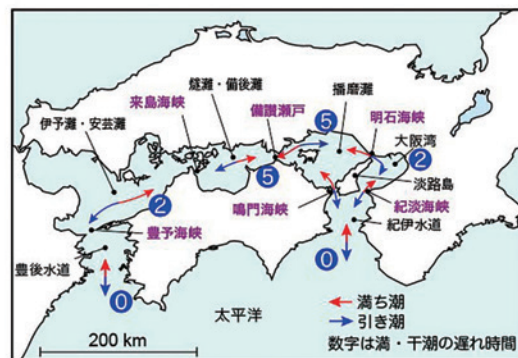 燧灘・備後灘
播磨灘
来島海峡
備讃瀬戸
5
明石海峡
伊予灘・安芸灘
大阪湾
2
5
淡路島
2
鳴門海峡
紀淡海峡
豊予海峡
紀伊水道
豊後水道
0
0
太平洋
満ち潮
引き潮
200 km
数字は満・干潮の遅れ時間